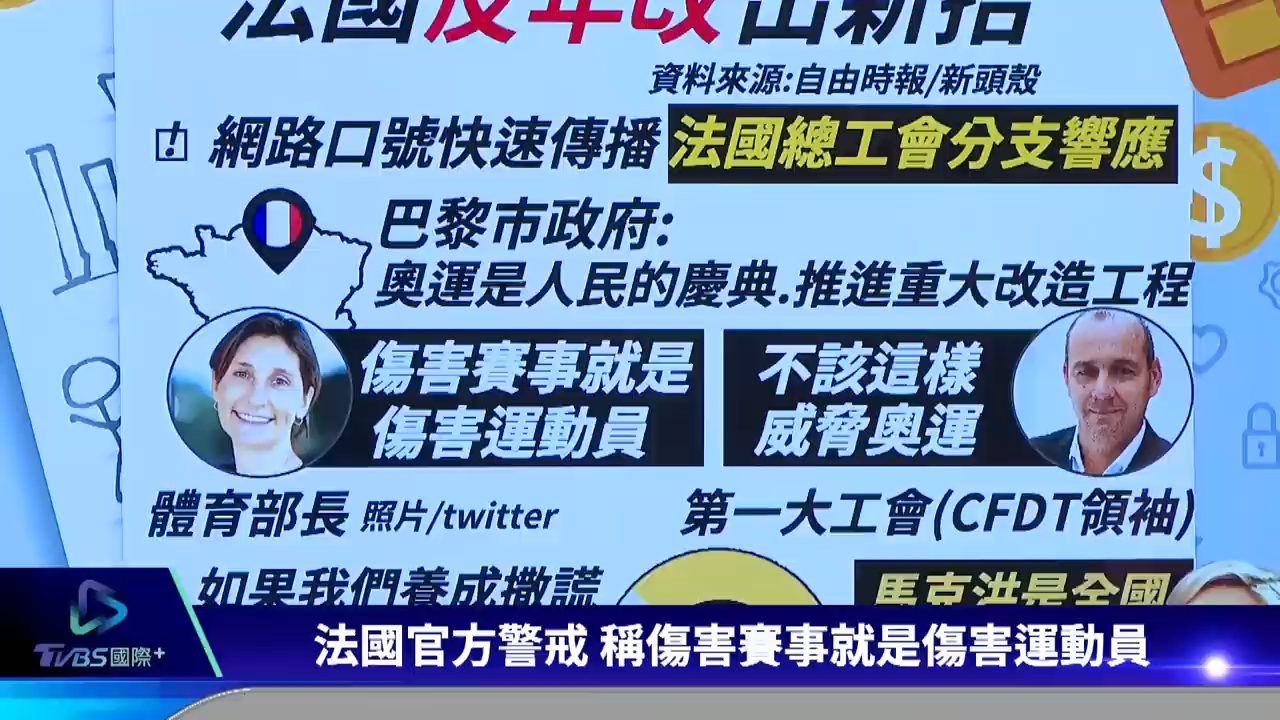 法國反年改出新招
資料來源:自由時報/新頭殼
網路口號快速傳播 法國總工會分支響應
巴黎市政府:
奧運是人民的慶典.推進重大改造工程
傷害賽事就是
傷害運動員
不該這樣
威脅奧運
體育部長 照片/twitter
第一大工會(CFDT領袖)
如果我們養成撒謊
馬克洪是全國
TVBS國際+
法國官方警戒 稱傷害賽事就是傷害運動員